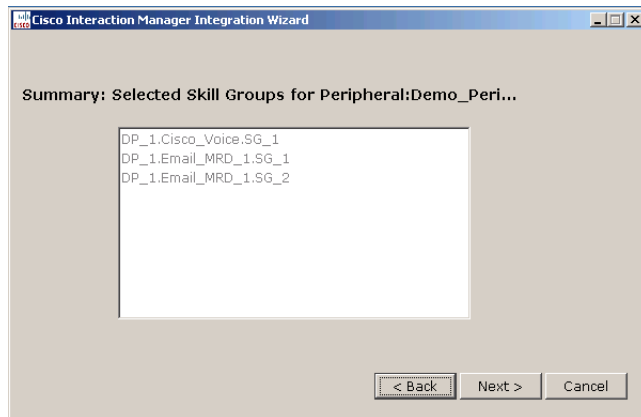 CISCO
Cisco Interaction Manager Integration Wizard
Summary: Selected Skill Groups for Peripheral:Demo_Peri...
DP_1.Cisco_Voice.SG_1
DP_1.Email_MRD_1.SG_1
DP_1.Email_MRD_1.SG_2
< Back
Next >
Cancel